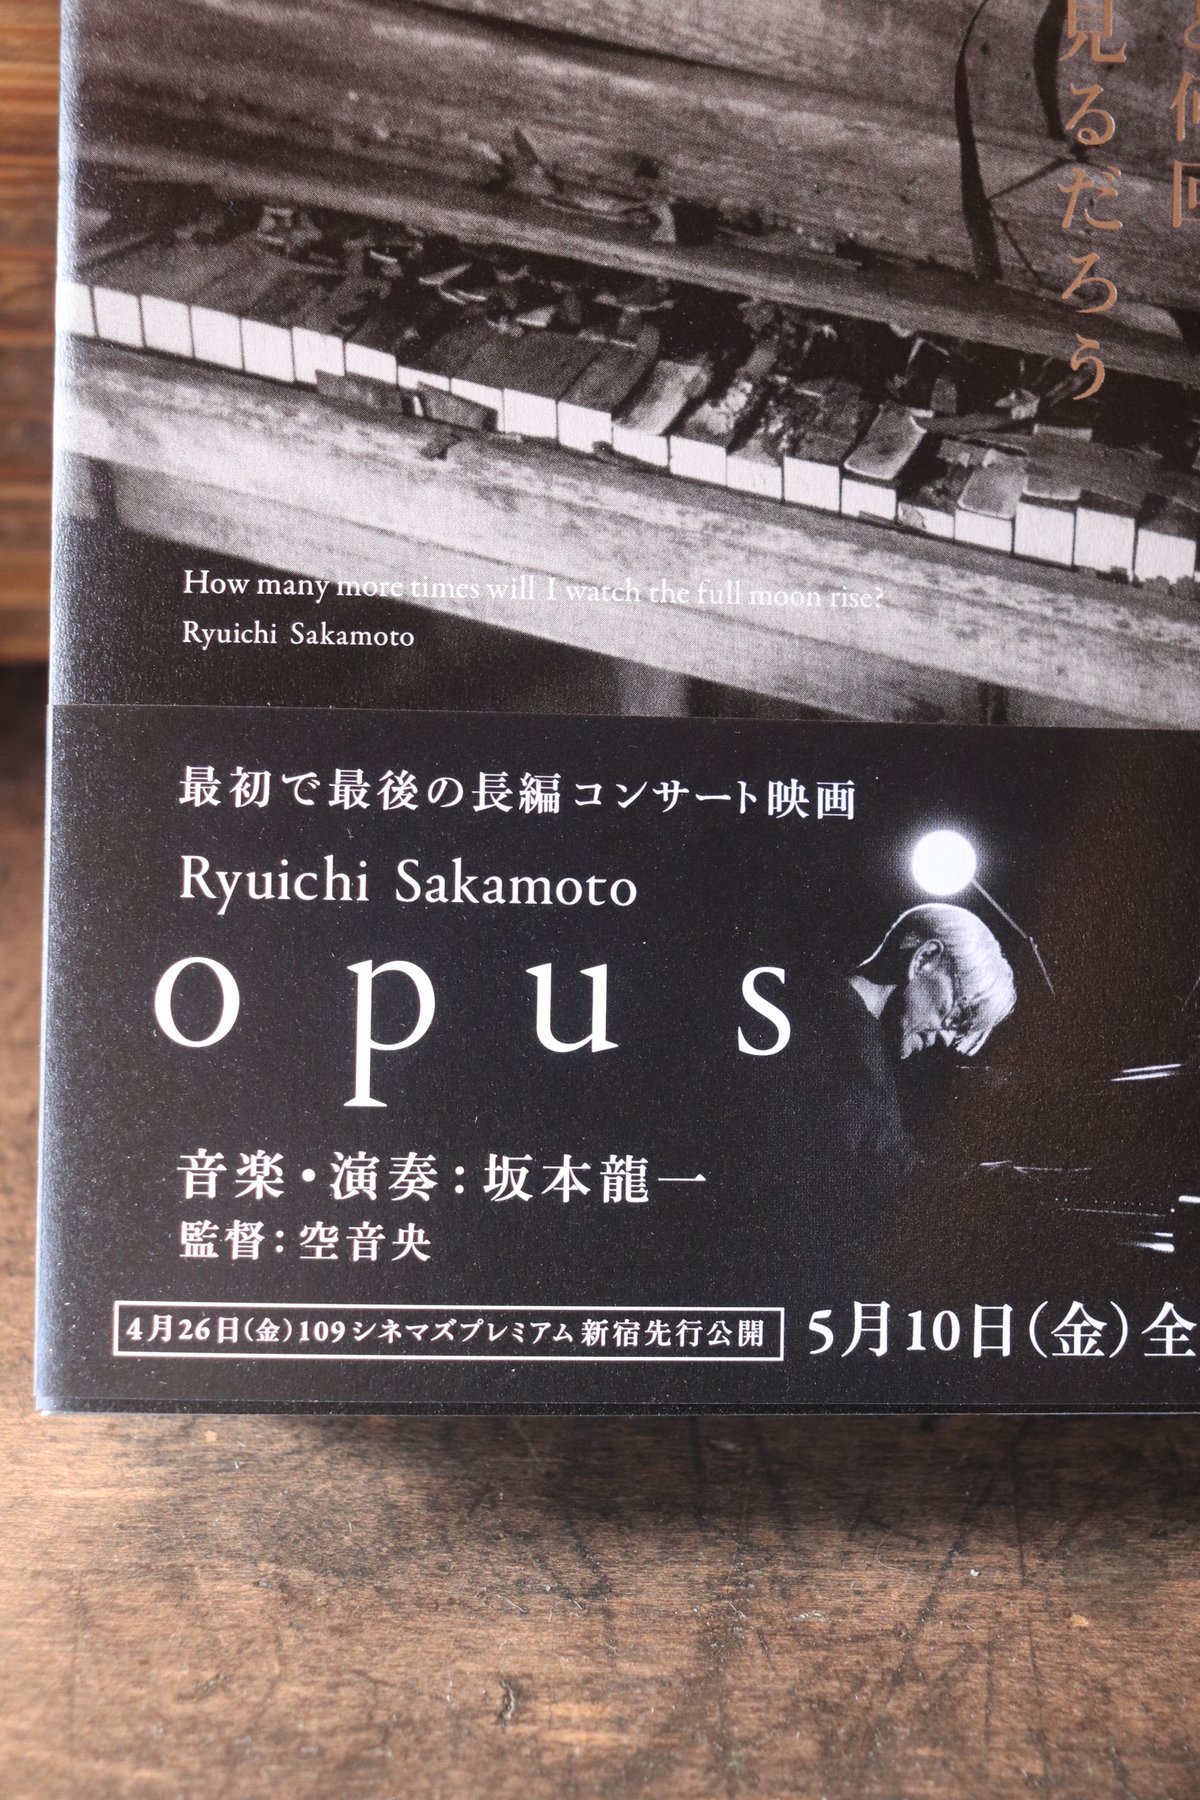 何回
見るだろう
How many more times will I watch the full moon rise?
Ryuichi Sakamoto
最初で最後の長編コンサート映画
Ryuichi Sakamoto
opus
音楽・演奏：坂本龍一
監督：空音央
4月26日（金）109シネマズプレミアム新宿先行公開
5月10日（金）全